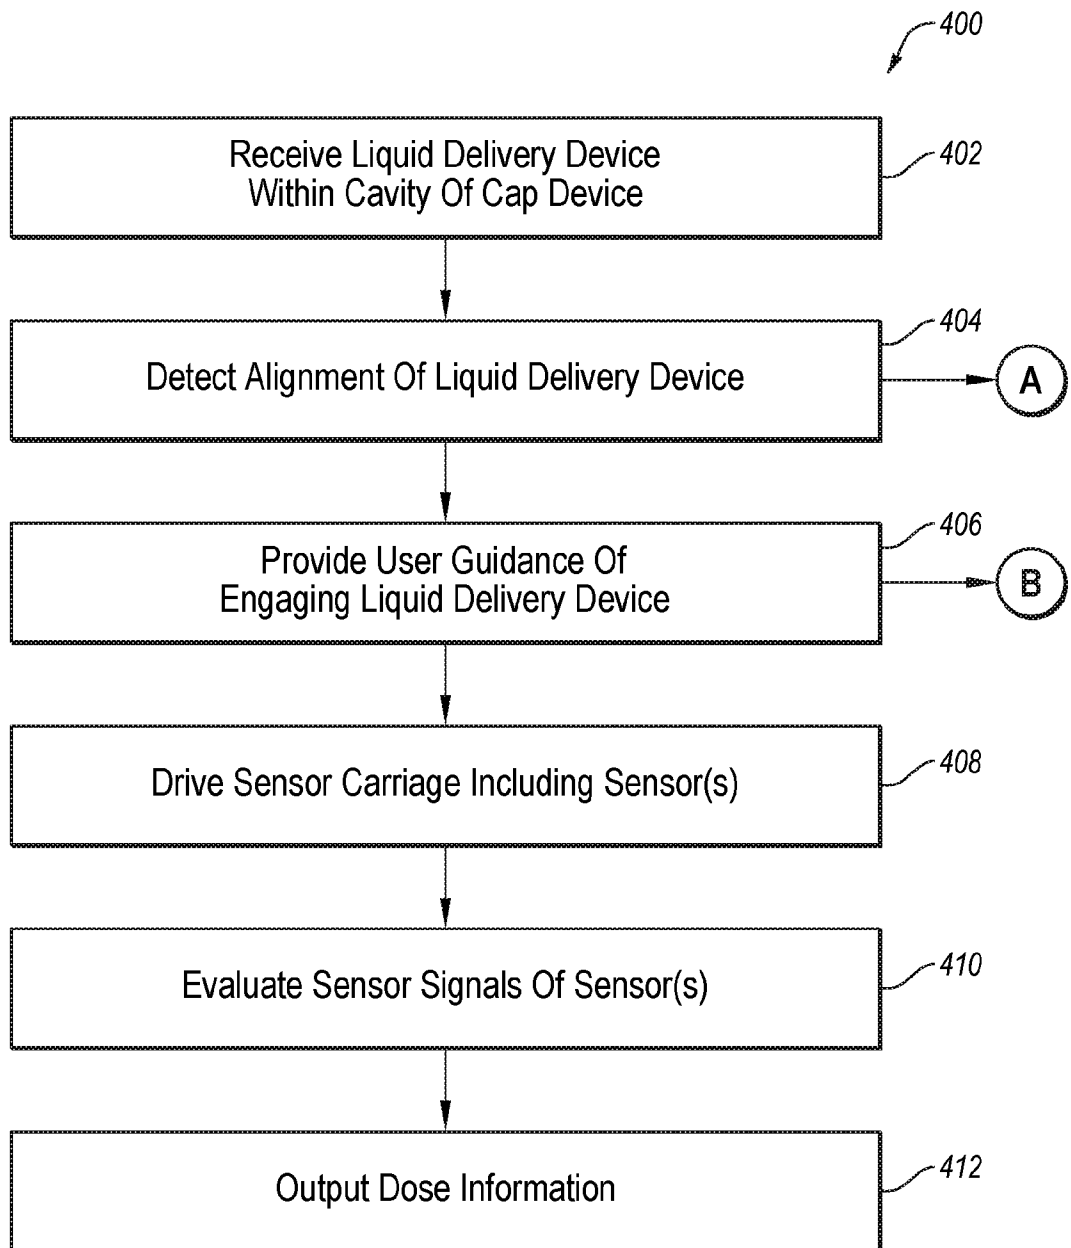 400
Receive Liquid Delivery Device
Within Cavity Of Cap Device
402
Detect Alignment Of Liquid Delivery Device
404
A
Provide User Guidance Of
Engaging Liquid Delivery Device
406
B
Drive Sensor Carriage Including Sensor(s)
408
Evaluate Sensor Signals Of Sensor(s)
410
Output Dose Information
412